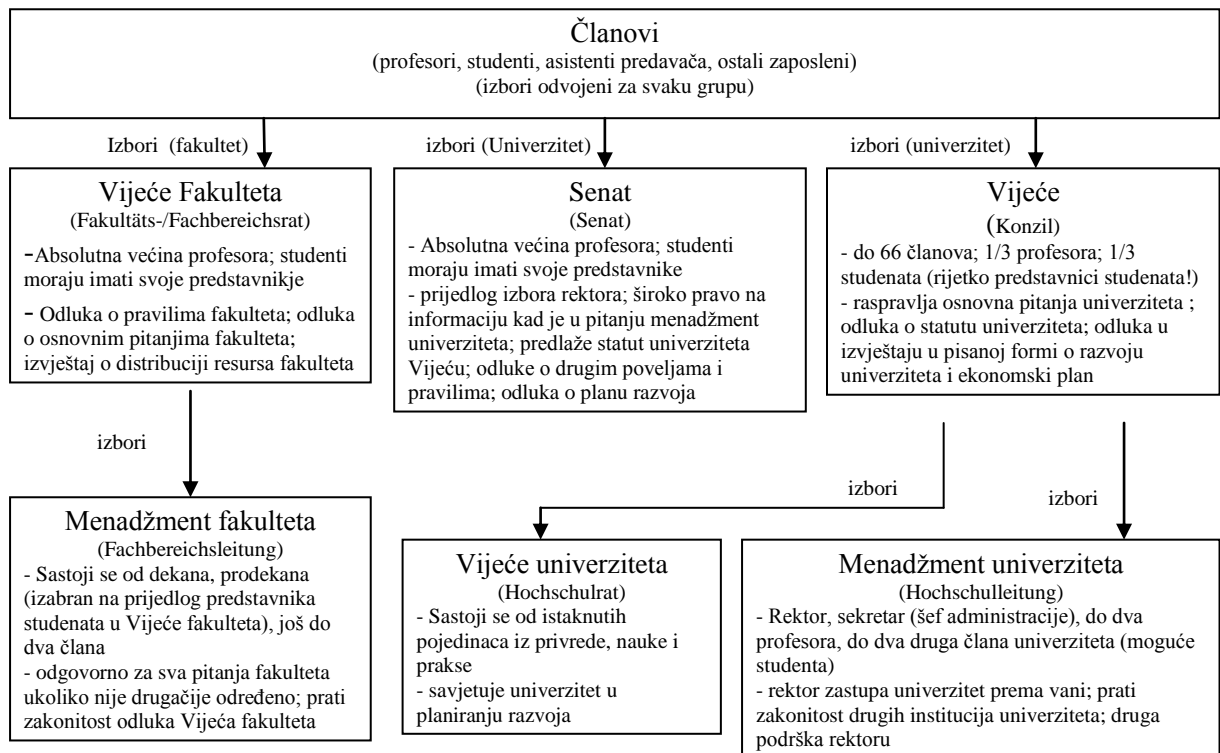 Članovi
(profesori, studenti, asistenti predavača, ostali zaposleni)
(izbori odvojeni za svaku grupu)
Izbori (fakultet)
izbori (Univerzitet)
izbori (univerzitet)
Vijeće Fakulteta
(Fakultäts-/Fachbereichsrat)
-Absolutna većina profesora; studenti
moraju imati svoje predstavnikje
- Odluka o pravilima fakulteta; odluka
o osnovnim pitanjima fakulteta;
izvještaj o distribuciji resursa fakulteta
Senat
(Senat)
- Absolutna većina profesora; studenti
moraju imati svoje predstavnike
- prijedlog izbora rektora; široko pravo na
informaciju kad je u pitanju menadžment
univerziteta; predlaže statut univerziteta
Vijeću; odluke o drugim poveljama i
pravilima; odluka o planu razvoja
Vijeće
(Konzil)
- do 66 članova; 1/3 profesora; 1/3
studenata (rijetko predstavnici studenata!)
- raspravlja osnovna pitanja univerziteta ;
odluka o statutu univerziteta; odluka u
izvještaju u pisanoj formi o razvoju
univerziteta i ekonomski plan
izbori
izbori
izbori
Menadžment fakulteta
(Fachbereichsleitung)
- Sastoji se od dekana, prodekana
(izabran na prijedlog predstavnika
studenata u Vijeće fakulteta), još do
dva člana
- odgovorno za sva pitanja fakulteta
ukoliko nije drugačije određeno; prati
zakonitost odluka Vijeća fakulteta
Vijeće univerziteta
(Hochschulrat)
- Sastoji se od istaknutih
pojedinaca iz privrede, nauke i
prakse
- savjetuje univerzitet u
planiranju razvoja
Menadžment univerziteta
(Hochschulleitung)
- Rektor, sekretar (šef administracije), do dva
profesora, do dva druga člana univerziteta (moguće
studenta)
- rektor zastupa univerzitet prema vani; prati
zakonitost drugih institucija univerziteta; druga
podrška rektoru